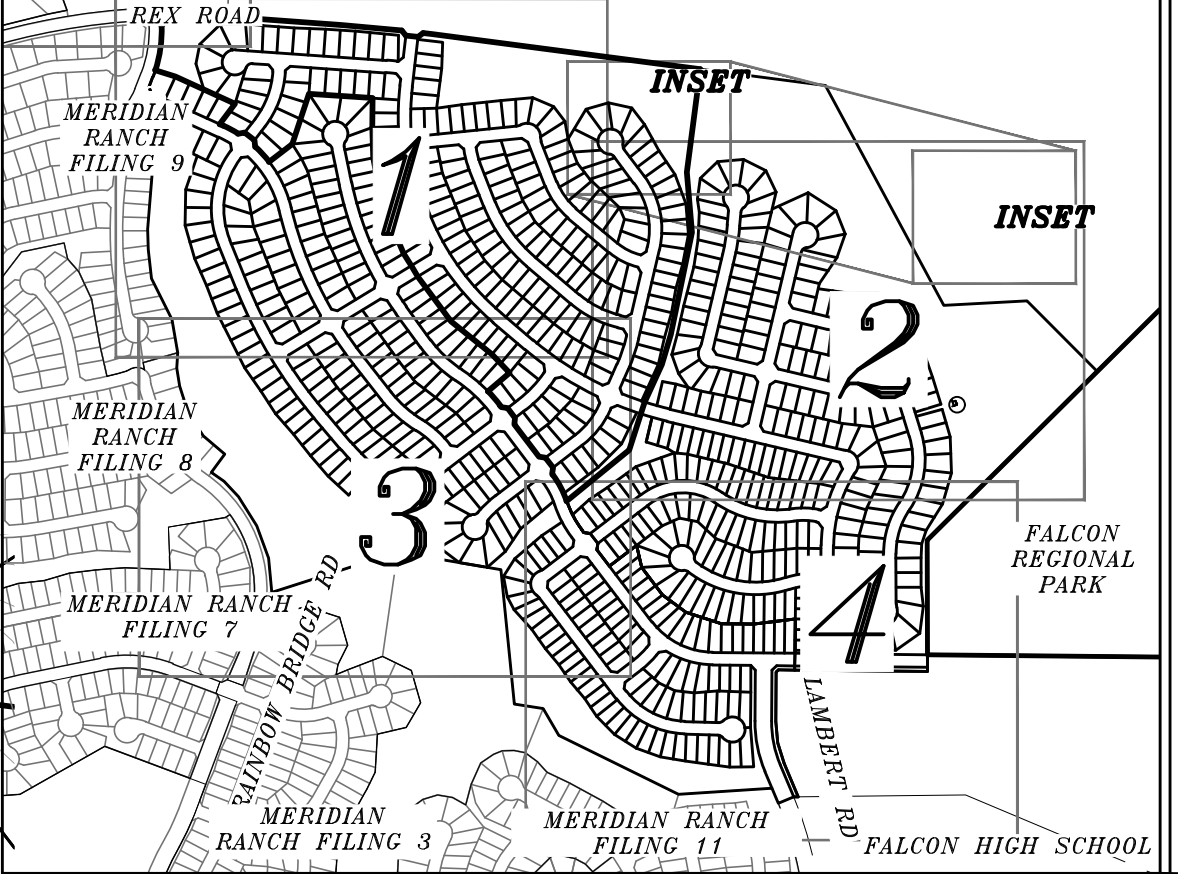 REX ROAD
INSET
MERIDIAN
RANCH
FILING 9
1
INSET
2
MERIDIAN
RANCH
FILING 8
3
FALCON
REGIONAL
PARK
MERIDIAN RANCH
FILING 7
RAINBOW BRIDGE RD
4
LAMBERT RD
MERIDIAN
RANCH FILING 3
MERIDIAN RANCH
FILING 11
FALCON HIGH SCHOOL